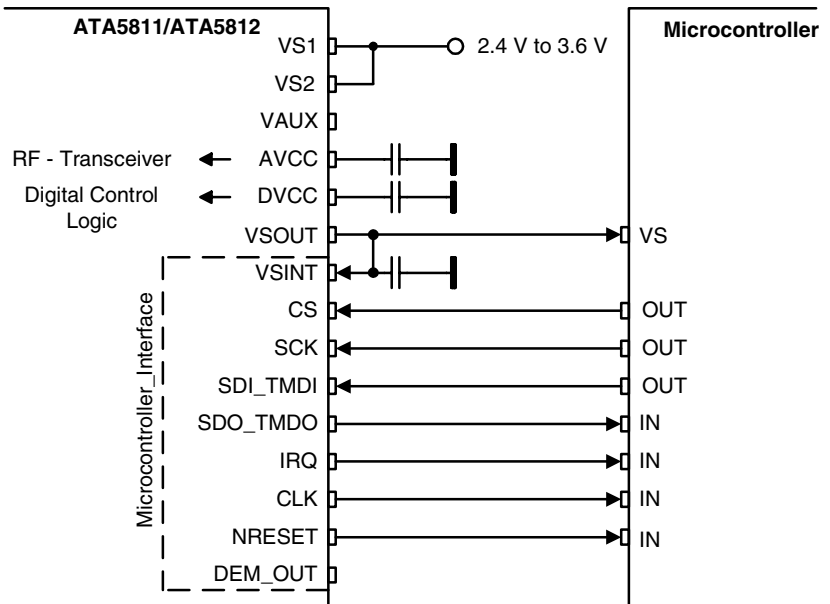 ATA5811/ATA5812
Microcontroller
VS1
2.4 V to 3.6 V
VS2
VAUX
RF - Transceiver
AVCC
Digital Control
Logic
DVCC
VSOUT
VS
VSINT
CS
OUT
SCK
OUT
SDI_TMDI
OUT
SDO_TMDO
IN
IRQ
IN
CLK
IN
NRESET
IN
DEM_OUT
Microcontroller_Interface